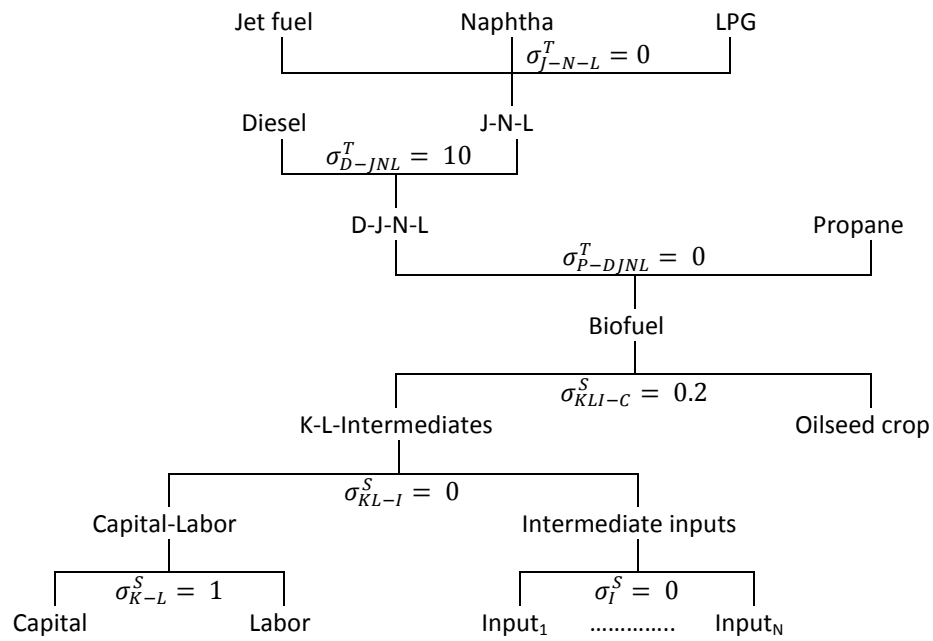 Jet fuel Naphtha LPG
σ^T_{J−N−L} = 0
Diesel J-N-L
σ^T_{D−JNL} = 10
D-J-N-L Propane
σ^T_{P−DJNL} = 0
Biofuel
σ^S_{KLI−C} = 0.2
K-L-Intermediates Oilseed crop
σ^S_{KL−I} = 0
Capital-Labor Intermediate inputs
σ^S_{K−L} = 1 σ^S_I = 0
Capital Labor Input₁ ………….. Input_N